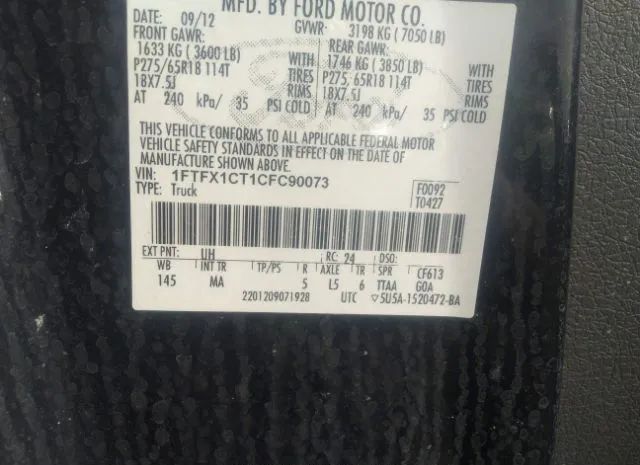 MFD. BY FORD MOTOR CO.
DATE: 09/12 GVWR: 3198 KG ( 7050 LB)
FRONT GAWR: REAR GAWR:
1633 KG ( 3600 LB) 1746 KG ( 3850 LB) WITH
P275/65R18 114T TIRES P275/65R18 114T TIRES
18X7.5J RIMS 18X7.5J RIMS
AT 240 kPa/ 35 PSI COLD AT 240 kPa/ 35 PSI COLD
THIS VEHICLE CONFORMS TO ALL APPLICABLE FEDERAL MOTOR
VEHICLE SAFETY STANDARDS IN EFFECT ON THE DATE OF
MANUFACTURE SHOWN ABOVE.
VIN: 1FTFX1CT1CFC90073
TYPE: Truck F0092
T0427
EXT PNT: UH RC: 24 DSO:
WB INT TR TP/PS R AXLE TR SPR CF613
145 MA 5 L5 6 TTAA GOA
2201209071928 UTC ▽5U5A-1520472-BA